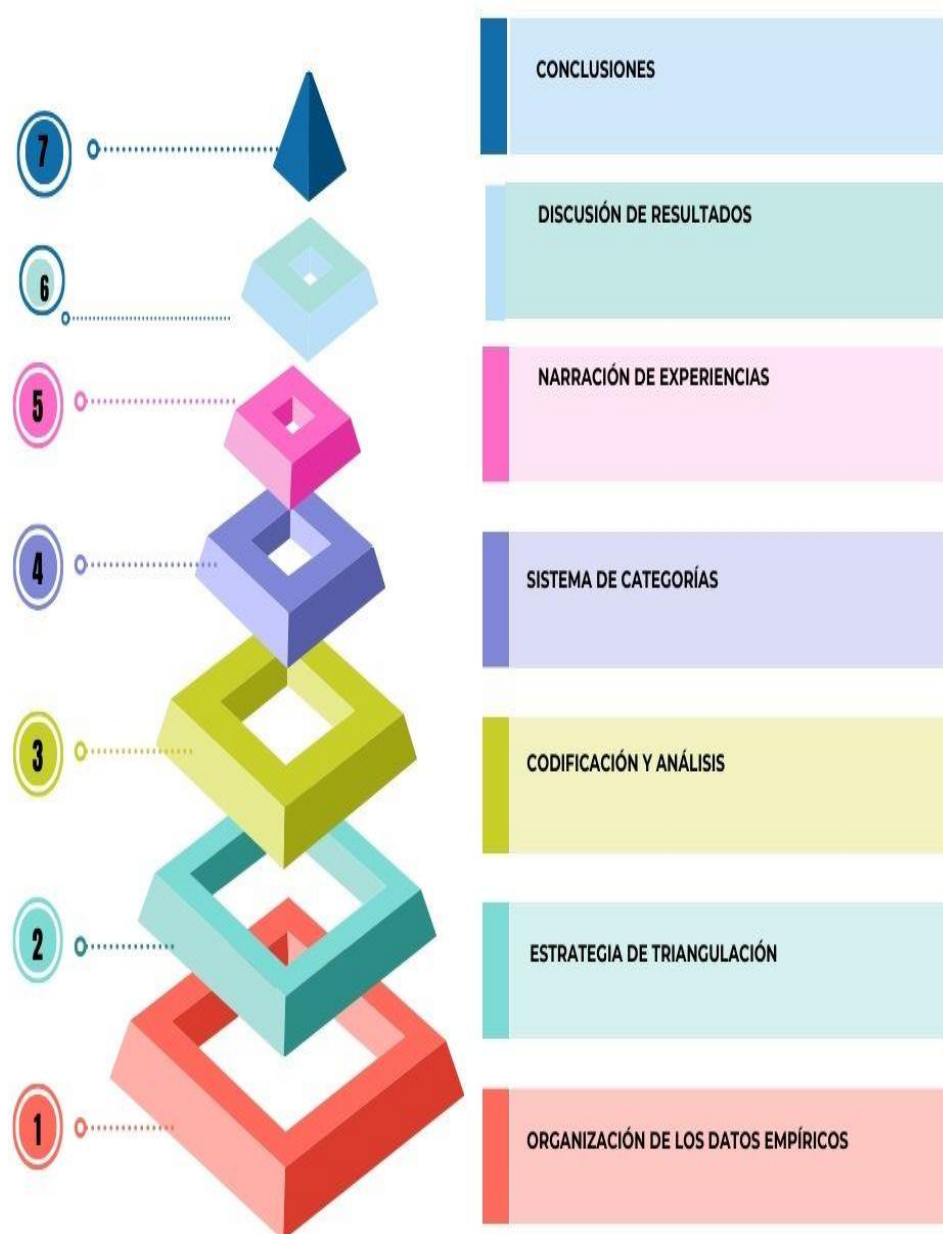 7
CONCLUSIONES
6
DISCUSIÓN DE RESULTADOS
5
NARRACIÓN DE EXPERIENCIAS
4
SISTEMA DE CATEGORÍAS
3
CODIFICACIÓN Y ANÁLISIS
2
ESTRATEGIA DE TRIANGULACIÓN
1
ORGANIZACIÓN DE LOS DATOS EMPÍRICOS